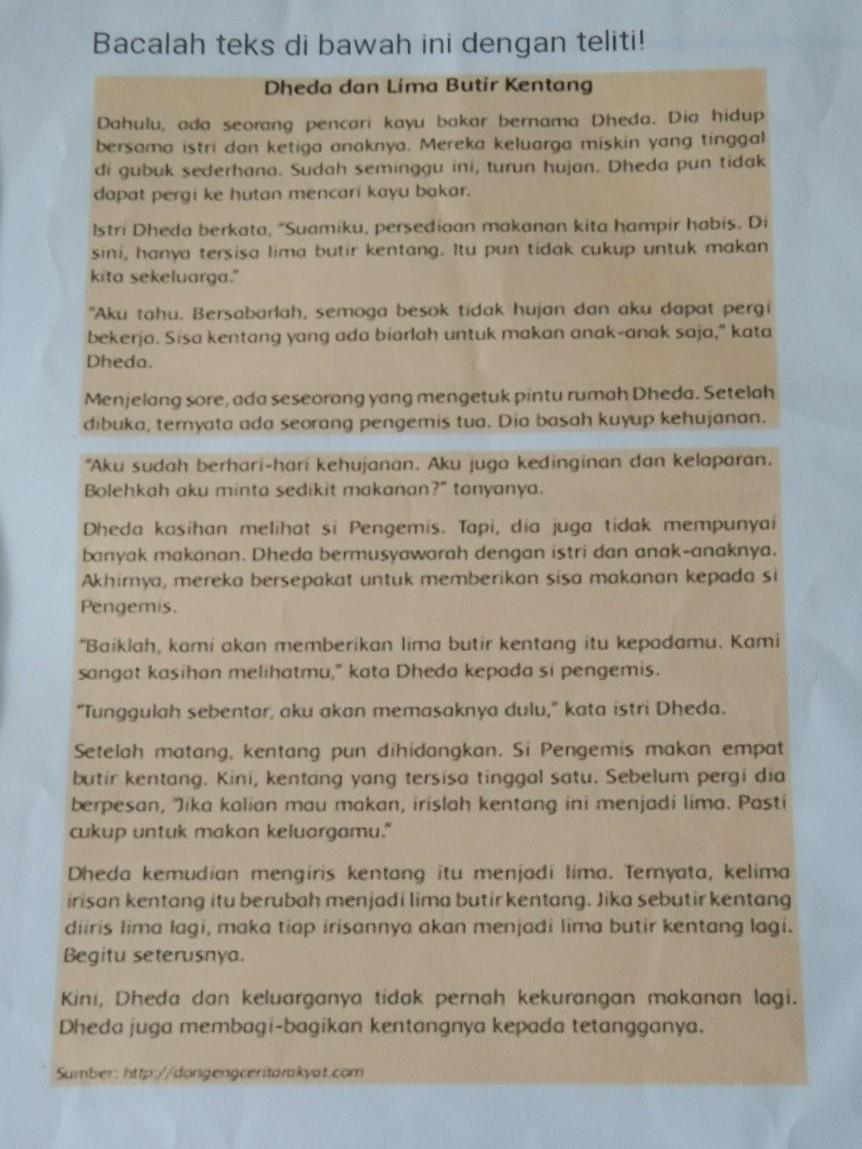 Bacalah teks di bawah ini dengan teliti!
Dheda dan Lima Butir Kentang
Dahulu, ada seorang pencari kayu bakar bernama Dheda. Dia hidup
bersama istri dan ketiga anaknya. Mereka keluarga miskin yang tinggal
di gubuk sederhana. Sudah seminggu ini, turun hujan. Dheda pun tidak
dapat pergi ke hutan mencari kayu bakar.
Istri Dheda berkata, "Suamiku, persediaan makanan kita hampir habis. Di
sini, hanya tersisa lima butir kentang. Itu pun tidak cukup untuk makan
kita sekeluarga."
"Aku tahu. Bersabarlah, semoga besok tidak hujan dan aku dapat pergi
bekerja. Sisa kentang yang ada biarlah untuk makan anak-anak saja," kata
Dheda.
Menjelang sore, ada seseorang yang mengetuk pintu rumah Dheda. Setelah
dibuka, ternyata ada seorang pengemis tua. Dia basah kuyup kehujanan.
"Aku sudah berhari-hari kehujanan. Aku juga kedinginan dan kelaparan.
Bolehkah aku minta sedikit makanan?" tanyanya.
Dheda kasihan melihat si Pengemis. Tapi, dia juga tidak mempunyai
banyak makanan. Dheda bermusyawarah dengan istri dan anak-anaknya.
Akhirnya, mereka bersepakat untuk memberikan sisa makanan kepada si
Pengemis.
"Baiklah, kami akan memberikan lima butir kentang itu kepadamu. Kami
sangat kasihan melihatmu," kata Dheda kepada si pengemis.
"Tunggulah sebentar, aku akan memasaknya dulu," kata istri Dheda.
Setelah matang, kentang pun dihidangkan. Si Pengemis makan empat
butir kentang. Kini, kentang yang tersisa tinggal satu. Sebelum pergi dia
berpesan, "Jika kalian mau makan, irislah kentang ini menjadi lima. Pasti
cukup untuk makan keluargamu."
Dheda kemudian mengiris kentang itu menjadi lima. Ternyata, kelima
irisan kentang itu berubah menjadi lima butir kentang. Jika sebutir kentang
diiris lima lagi, maka tiap irisannya akan menjadi lima butir kentang lagi.
Begitu seterusnya.
Kini, Dheda dan keluarganya tidak pernah kekurangan makanan lagi.
Dheda juga membagi-bagikan kentangnya kepada tetangganya.
Sumber: http://dongengceritarakyat.com